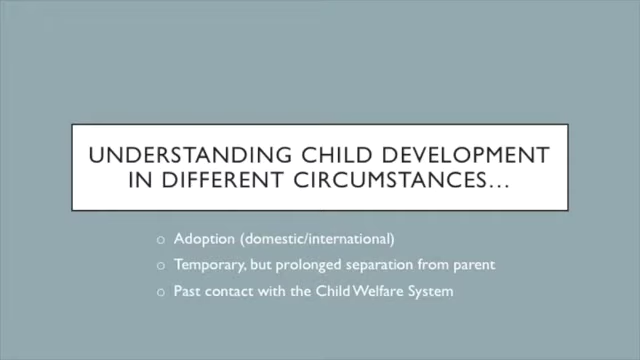 UNDERSTANDING CHILD DEVELOPMENT
IN DIFFERENT CIRCUMSTANCES…
○ Adoption (domestic/international)
○ Temporary, but prolonged separation from parent
○ Past contact with the Child Welfare System